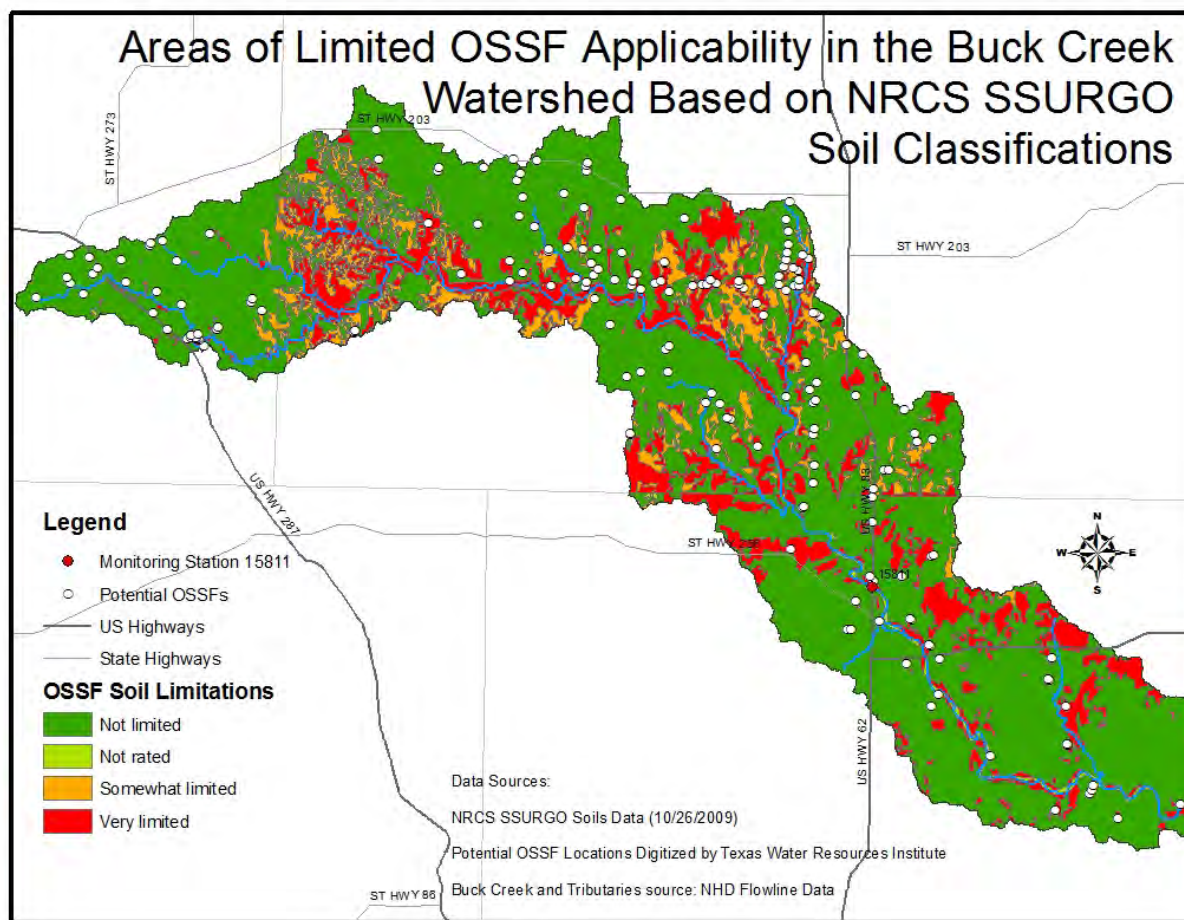 Areas of Limited OSSF Applicability in the Buck Creek
Watershed Based on NRCS SSURGO
Soil Classifications
ST HWY 273
ST HWY 203
ST HWY 203
US HWY 287
US HWY 83
ST HWY 256
15811
N
W
E
S
US HWY 62
ST HWY 86
Legend
Monitoring Station 15811
Potential OSSFs
US Highways
State Highways
OSSF Soil Limitations
Not limited
Not rated
Somewhat limited
Very limited
Data Sources:
NRCS SSURGO Soils Data (10/26/2009)
Potential OSSF Locations Digitized by Texas Water Resources Institute
Buck Creek and Tributaries source: NHD Flowline Data